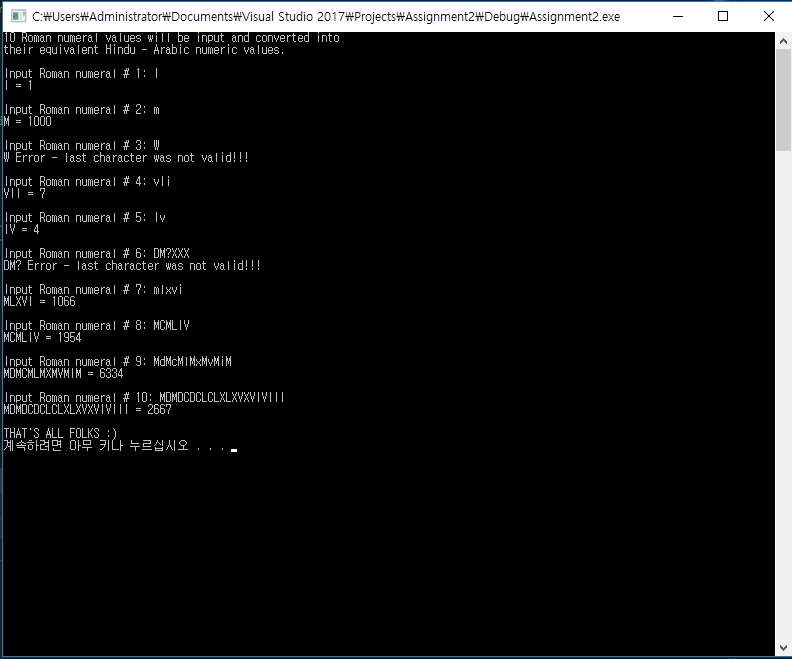 C:₩Users₩Administrator₩Documents₩Visual Studio 2017₩Projects₩Assignment2₩Debug₩Assignment2.exe
10 Roman numeral values will be input and converted into
their equivalent Hindu - Arabic numeric values.
Input Roman numeral # 1: I
I = 1
Input Roman numeral # 2: m
M = 1000
Input Roman numeral # 3: W
W Error - last character was not valid!!!
Input Roman numeral # 4: vIi
VII = 7
Input Roman numeral # 5: Iv
IV = 4
Input Roman numeral # 6: DM?XXX
DM? Error - last character was not valid!!!
Input Roman numeral # 7: mlxvi
MLXVI = 1066
Input Roman numeral # 8: MCMLIV
MCMLIV = 1954
Input Roman numeral # 9: MdMcMlMxMvMiM
MDMCMLMXMVMIM = 6334
Input Roman numeral # 10: MDMDCDCLCLXLXVXVIVIII
MDMDCDCLCLXLXVXVIVIII = 2667
THAT'S ALL FOLKS :)
계속하려면 아무 키나 누르십시오 . . .